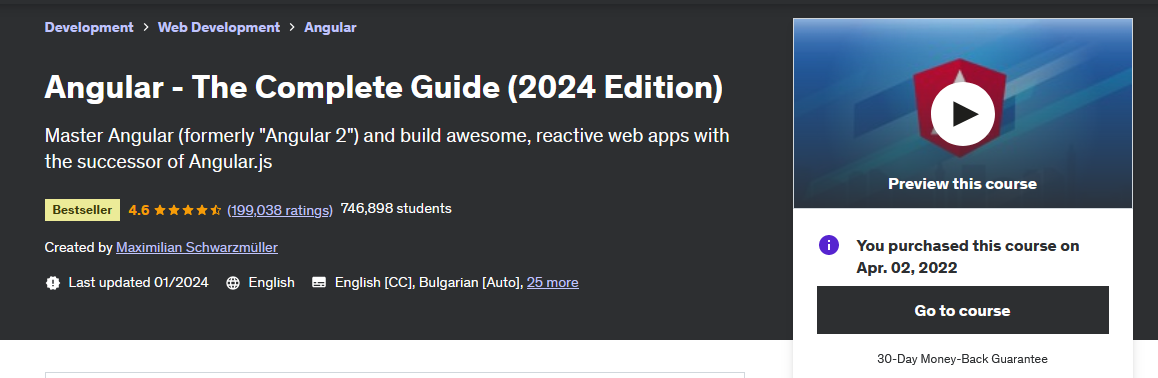 Development > Web Development > Angular
Angular - The Complete Guide (2024 Edition)
Master Angular (formerly "Angular 2") and build awesome, reactive web apps with
the successor of Angular.js
Bestseller 4.6 (199,038 ratings) 746,898 students
Created by Maximilian Schwarzmüller
Last updated 01/2024 English English [CC], Bulgarian [Auto], 25 more
Preview this course
You purchased this course on
Apr. 02, 2022
Go to course
30-Day Money-Back Guarantee